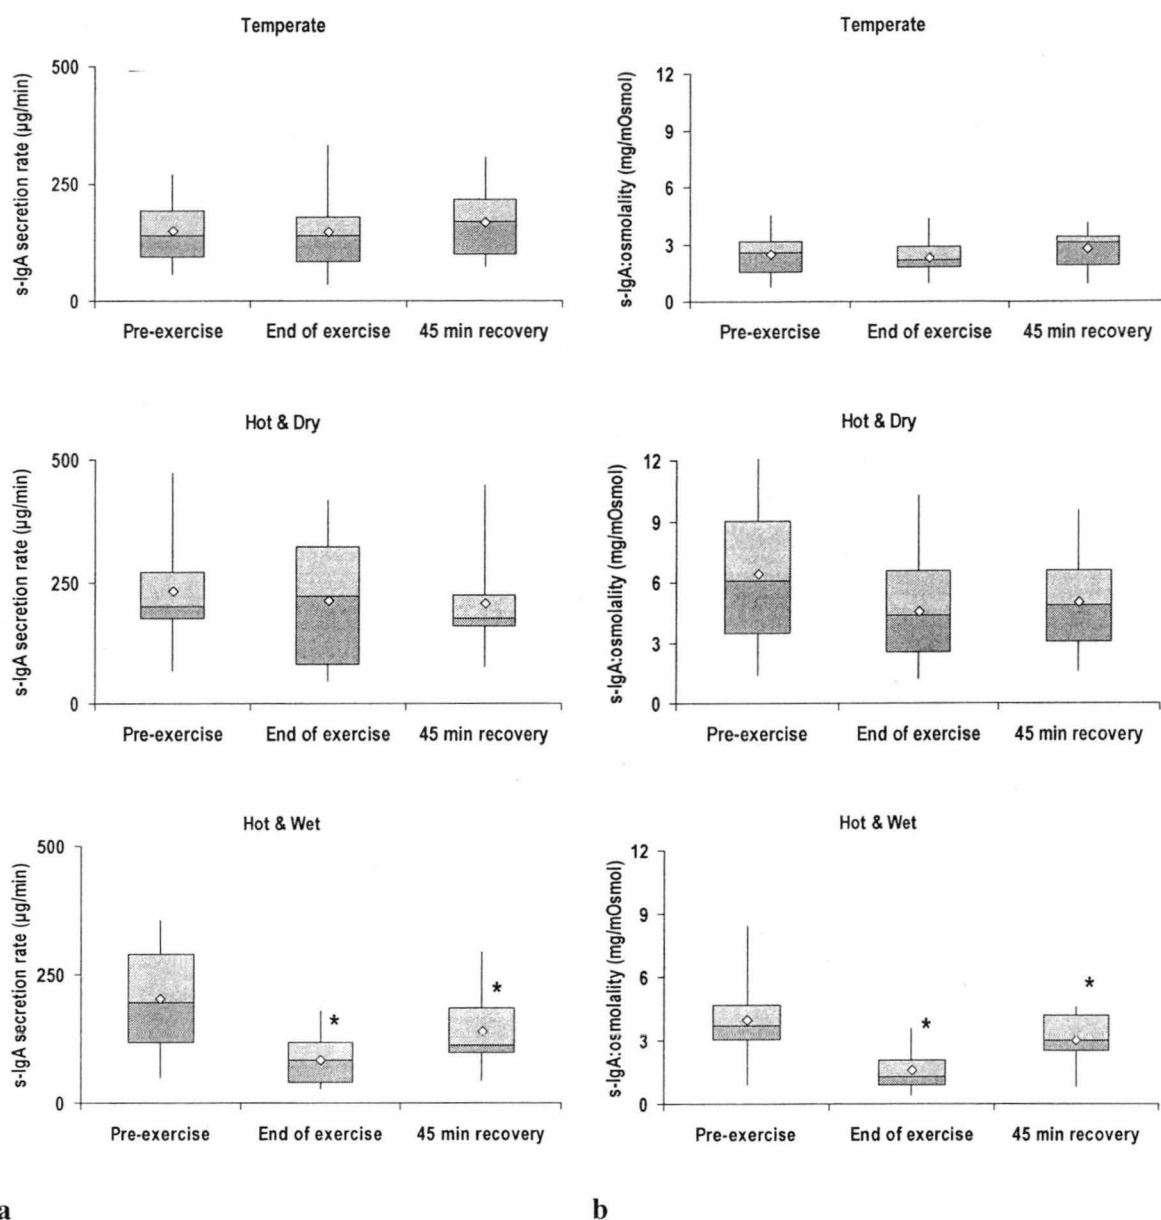 Temperate
s-IgA secretion rate (µg/min)
500
250
0
Pre-exercise End of exercise 45 min recovery
Temperate
s-IgA:osmolality (mg/mOsmol)
12
9
6
3
0
Pre-exercise End of exercise 45 min recovery
Hot & Dry
s-IgA secretion rate (µg/min)
500
250
0
Pre-exercise End of exercise 45 min recovery
Hot & Dry
s-IgA:osmolality (mg/mOsmol)
12
9
6
3
0
Pre-exercise End of exercise 45 min recovery
Hot & Wet
s-IgA secretion rate (µg/min)
500
250
0
*
*
Pre-exercise End of exercise 45 min recovery
Hot & Wet
s-IgA:osmolality (mg/mOsmol)
12
9
6
3
0
*
*
Pre-exercise End of exercise 45 min recovery
a
b